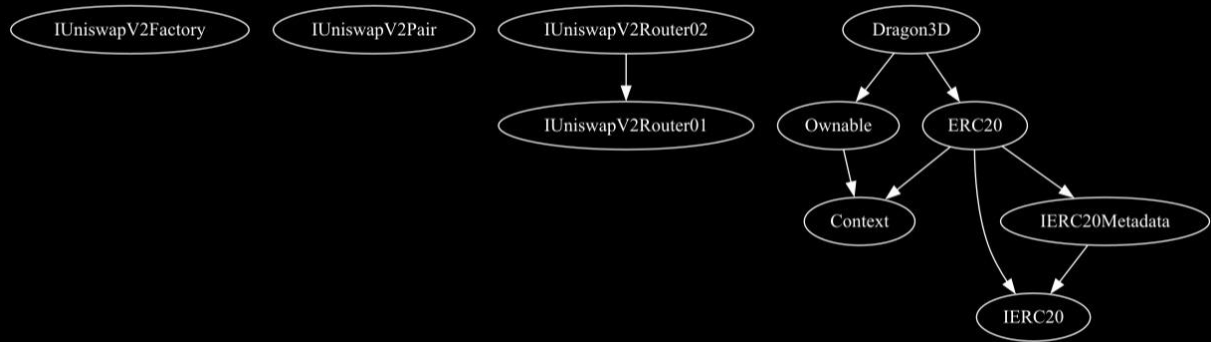 IUniswapV2Factory
IUniswapV2Pair
IUniswapV2Router02
Dragon3D
IUniswapV2Router01
Ownable
ERC20
Context
IERC20Metadata
IERC20